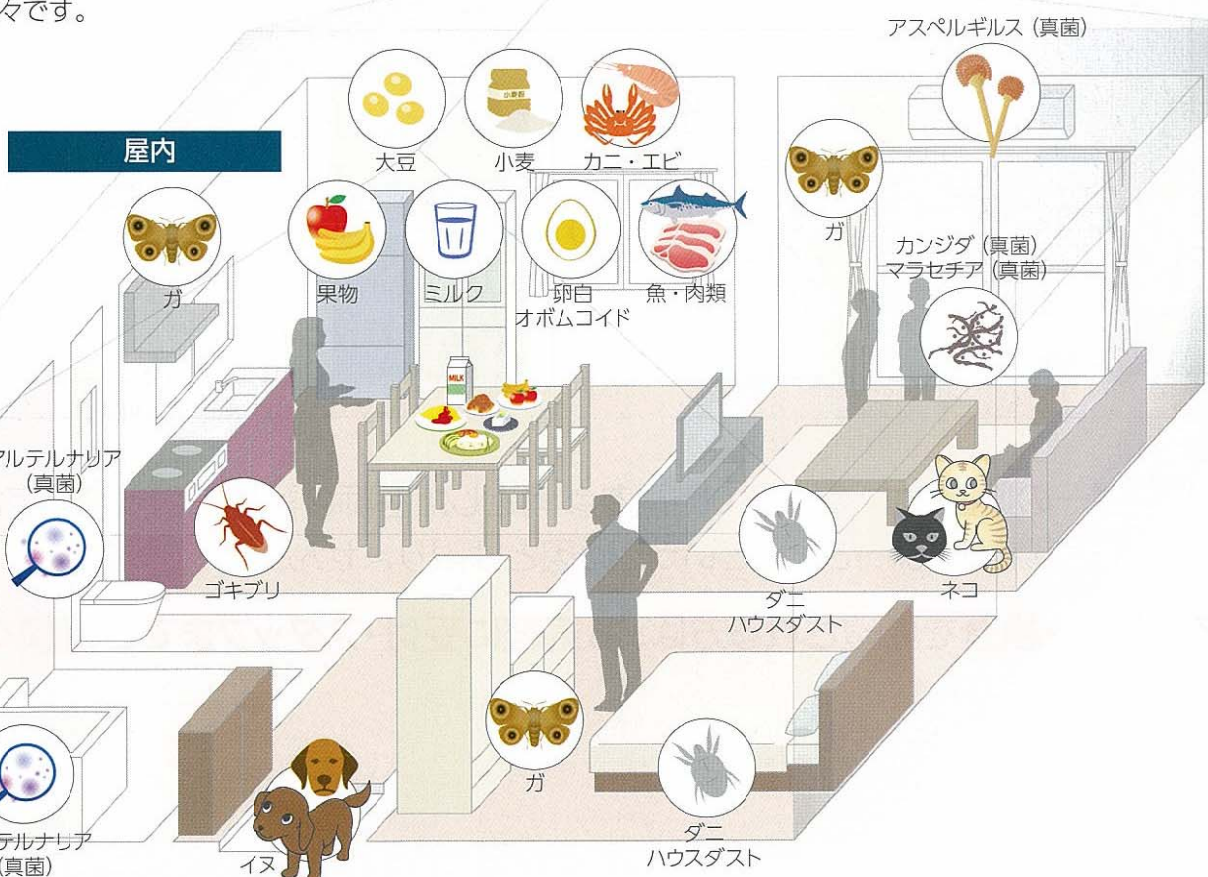 々です。
アスペルギルス (真菌)
屋内
小麦粉
大豆
小麦
カニ・エビ
ガ
ガ
果物
ミルク
卵白
オボムコイド
魚・肉類
カンジダ (真菌)
マラセチア (真菌)
MILK
アルテルナリア
(真菌)
ゴキブリ
ダニ
ハウスダスト
ネコ
ガ
テルナリア
(真菌)
イヌ
ダニ
ハウスダスト